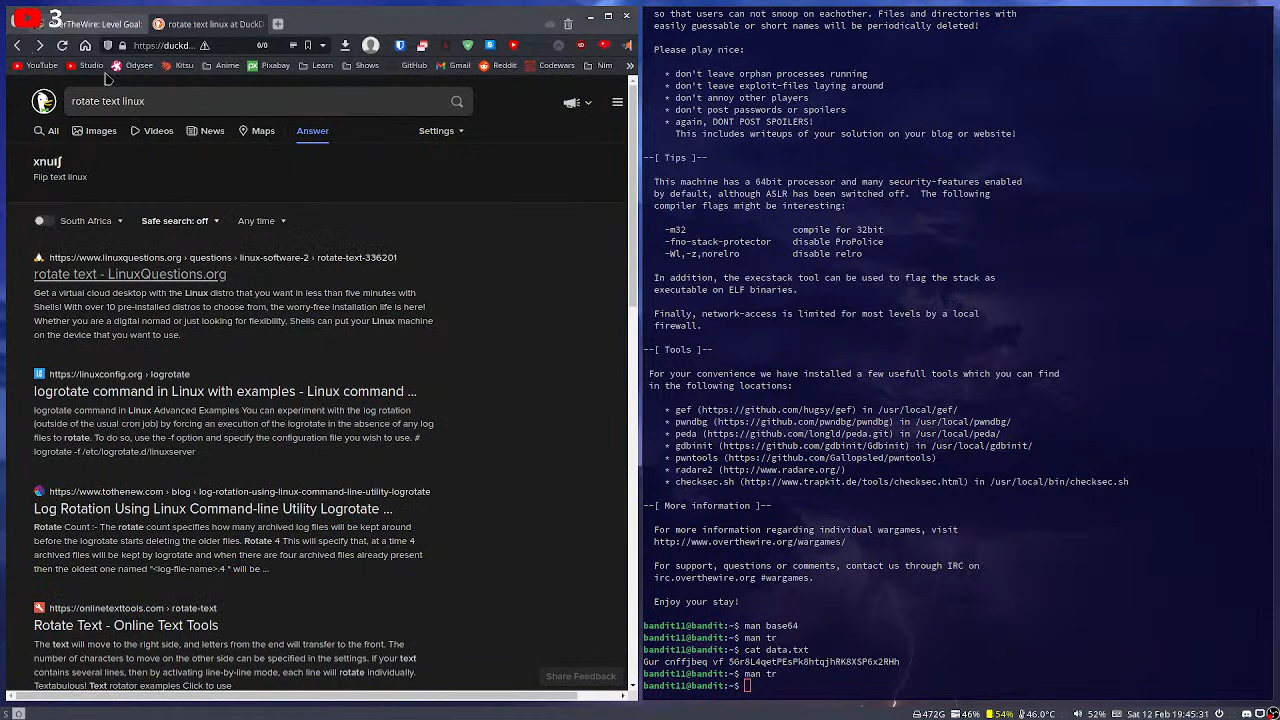 3
OverTheWire: Level Goal:
rotate text linux at DuckD
https://duckd.
0/0
YouTube
Studio
Odysee
Kitsu
Anime
Pixabay
Learn
Shows
GitHub
Gmail
Reddit
Codewars
Nim
rotate text linux
All
Images
Videos
News
Maps
Answer
Settings
xnuıʃ
Flip text linux
South Africa
Safe search: off
Any time
https://www.linuxquestions.org › questions › linux-software-2 › rotate-text-336201
rotate text - LinuxQuestions.org
Get a virtual cloud desktop with the Linux distro that you want in less than five minutes with
Shells! With over 10 pre-installed distros to choose from, the worry-free installation life is here!
Whether you are a digital nomad or just looking for flexibility, Shells can put your Linux machine
on the device that you want to use.
https://linuxconfig.org › logrotate
logrotate command in Linux with examples - Linux command ...
logrotate command in Linux Advanced Examples You can experiment with the log rotation
(outside of the usual cron job) by forcing an execution of the logrotate in the absence of any log
files to rotate. To do so, use the -f option and specify the configuration file you wish to use. #
logrotate -f /etc/logrotate.d/linuxserver
https://www.tothenew.com › blog › log-rotation-using-linux-command-line-utility-logrotate
Log Rotation Using Linux Command-line Utility Logrotate ...
Rotate Count :- The rotate count specifies how many archived log files will be kept around
before the logrotate starts deleting the older files. Rotate 4 This will specify that, at a time 4
archived files will be kept by logrotate and when there are four archived files already present
then the oldest one named "<log-file-name>.4 " will be ...
https://onlinetexttools.com › rotate-text
Rotate Text - Online Text Tools
The text will move to the right side, and letters from the end will transfer to the front. The
number of characters to move on the other side can be specified in the settings. If your text
contains several lines, then by activating line-by-line mode, each line will rotate individually.
Textabulous! Text rotator examples Click to use
Share Feedback
so that users can not snoop on eachother. Files and directories with
easily guessable or short names will be periodically deleted!
Please play nice:
* don't leave orphan processes running
* don't leave exploit-files laying around
* don't annoy other players
* don't post passwords or spoilers
* again, DONT POST SPOILERS!
This includes writeups of your solution on your blog or website!
--[ Tips ]--
This machine has a 64bit processor and many security-features enabled
by default, although ASLR has been switched off. The following
compiler flags might be interesting:
-m32 compile for 32bit
-fno-stack-protector disable ProPolice
-Wl,-z,norelro disable relro
In addition, the execstack tool can be used to flag the stack as
executable on ELF binaries.
Finally, network-access is limited for most levels by a local
firewall.
--[ Tools ]--
For your convenience we have installed a few usefull tools which you can find
in the following locations:
* gef (https://github.com/hugsy/gef) in /usr/local/gef/
* pwndbg (https://github.com/pwndbg/pwndbg) in /usr/local/pwndbg/
* peda (https://github.com/longld/peda.git) in /usr/local/peda/
* gdbinit (https://github.com/gdbinit/Gdbinit) in /usr/local/gdbinit/
* pwntools (https://github.com/Gallopsled/pwntools)
* radare2 (http://www.radare.org/)
* checksec.sh (http://www.trapkit.de/tools/checksec.html) in /usr/local/bin/checksec.sh
--[ More information ]--
For more information regarding individual wargames, visit
http://www.overthewire.org/wargames/
For support, questions or comments, contact us through IRC on
irc.overthewire.org #wargames.
Enjoy your stay!
bandit11@bandit:~$ man base64
bandit11@bandit:~$ man tr
bandit11@bandit:~$ cat data.txt
Gur cnffjbeq vf 5Gr8L4qetPEsPk8htqjhRK8XSP6x2RHh
bandit11@bandit:~$ man tr
bandit11@bandit:~$
472G 46% 54% 46.0°C 52% Sat 12 Feb 19:45:31